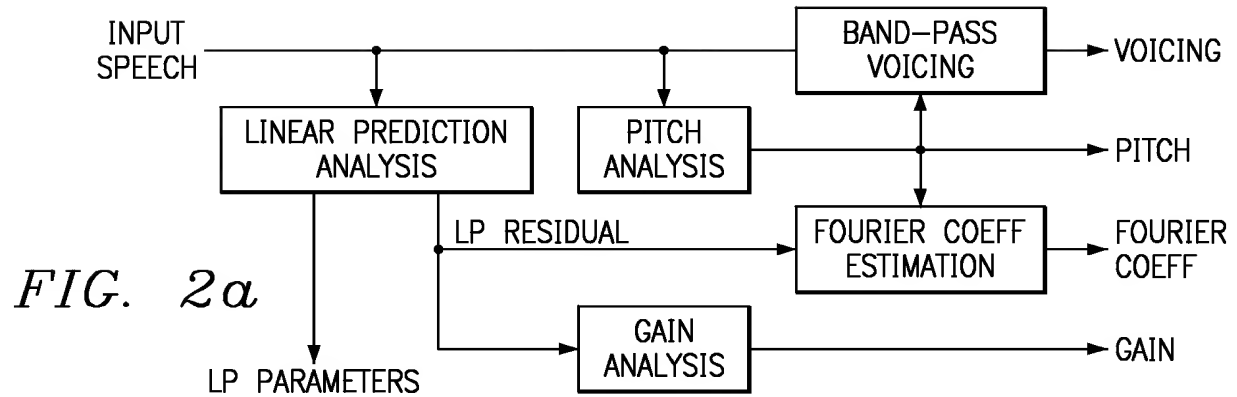 INPUT
SPEECH
BAND-PASS
VOICING
VOICING
LINEAR PREDICTION
ANALYSIS
PITCH
ANALYSIS
PITCH
LP RESIDUAL
FOURIER COEFF
ESTIMATION
FOURIER
COEFF
FIG. 2a
GAIN
ANALYSIS
GAIN
LP PARAMETERS